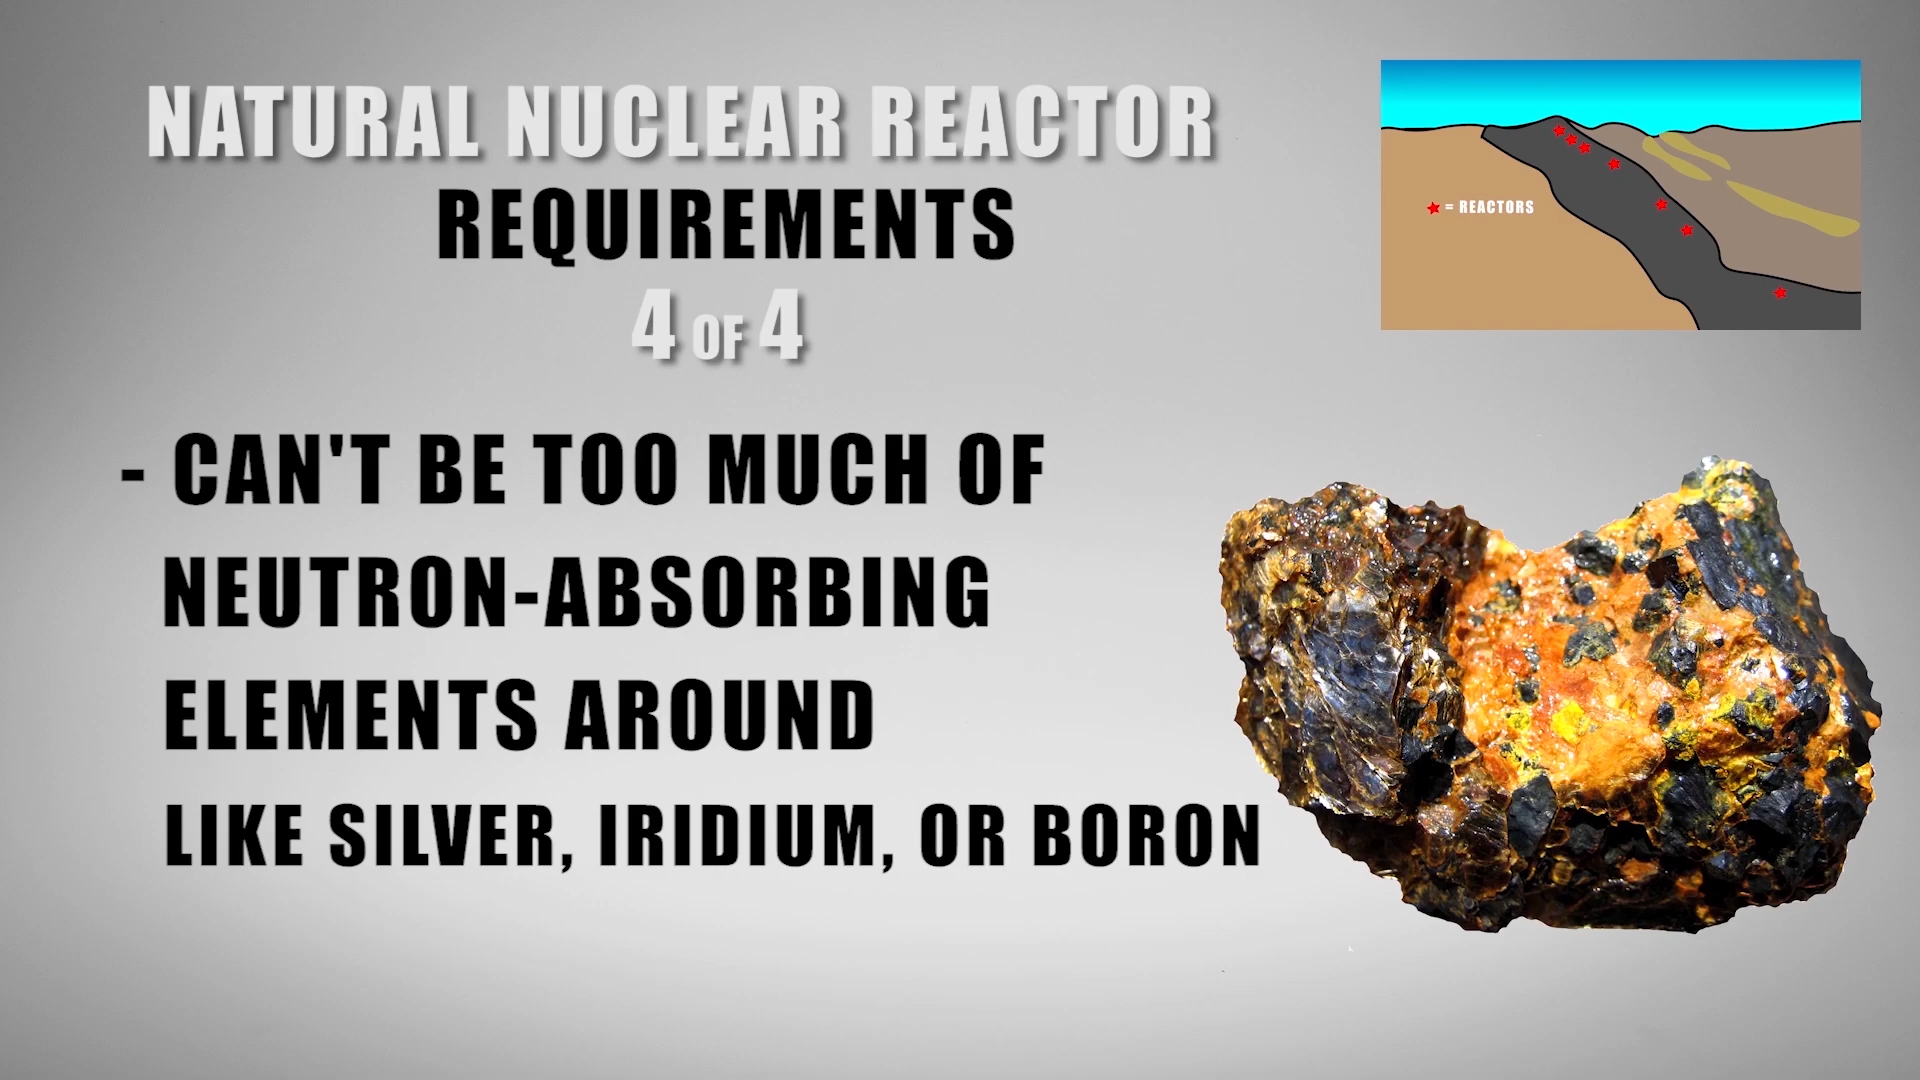 NATURAL NUCLEAR REACTOR
REQUIREMENTS
4 OF 4
- CAN'T BE TOO MUCH OF
NEUTRON-ABSORBING
ELEMENTS AROUND
LIKE SILVER, IRIDIUM, OR BORON
= REACTORS